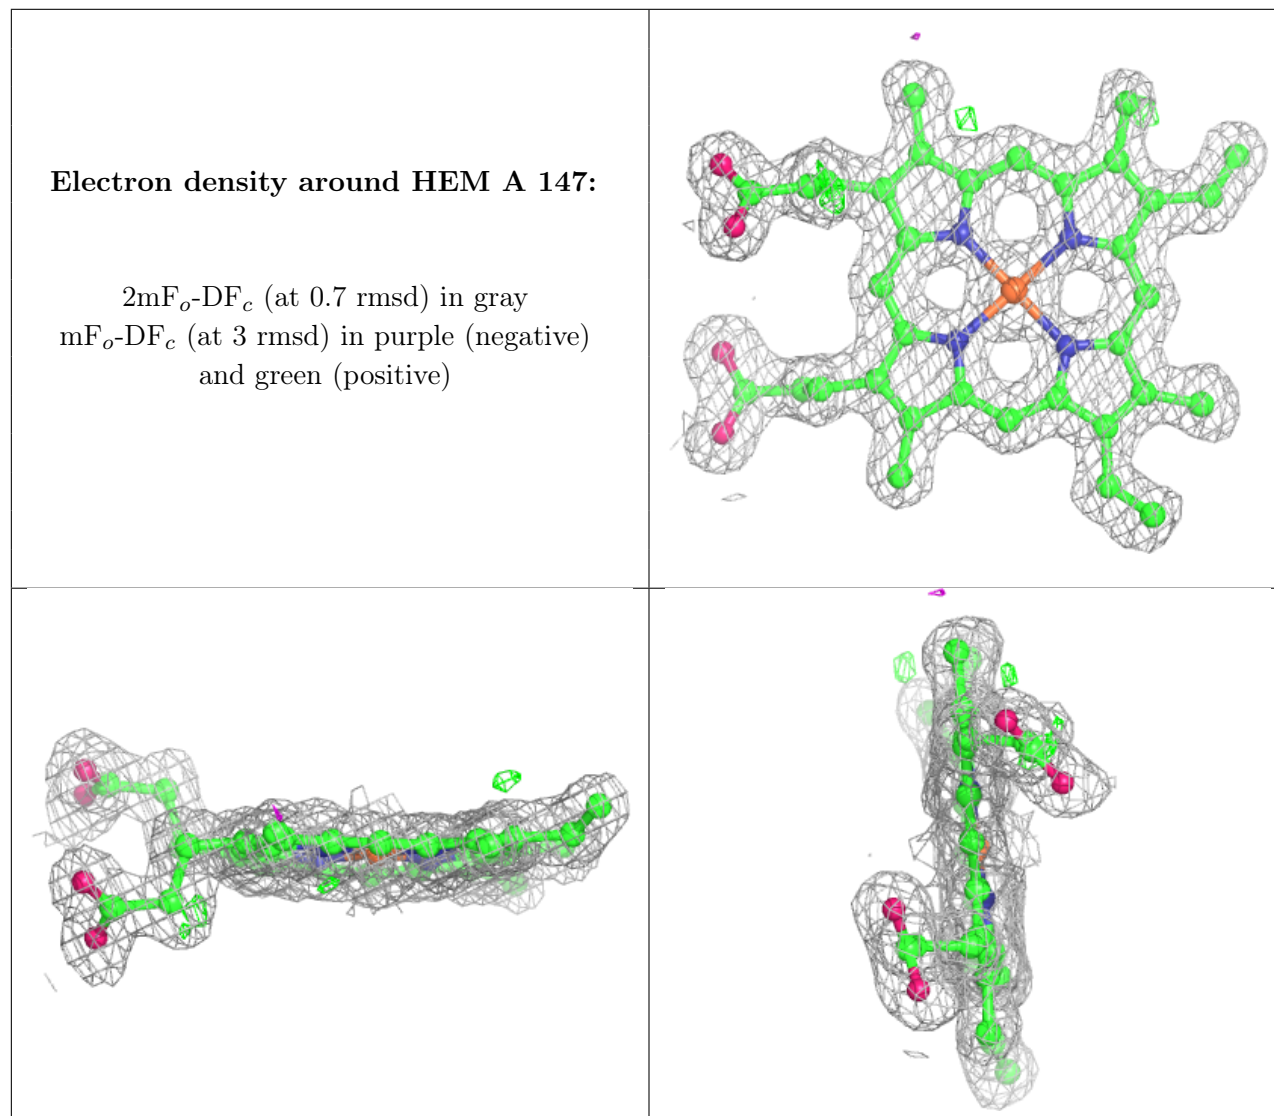 Electron density around HEM A 147:
2mFo-DFc (at 0.7 rmsd) in gray
mFo-DFc (at 3 rmsd) in purple (negative)
and green (positive)